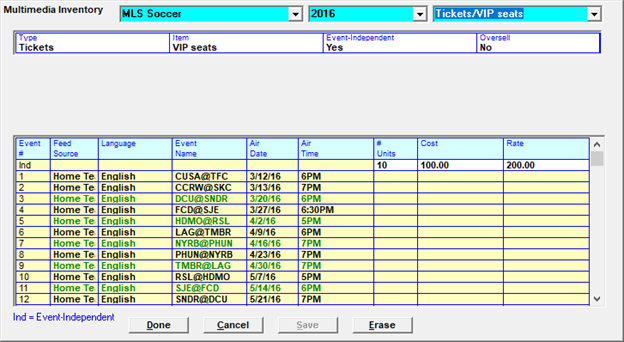 Multimedia Inventory MLS Soccer 2016 Tickets/VIP seats
Type Item Event-Independent Oversell
Tickets VIP seats Yes No
Event Feed Language Event Air Air # Cost Rate
# Source Name Date Time Units
Ind 10 100.00 200.00
1 Home Te English CUSA@TFC 3/12/16 6PM
2 Home Te English CCRW@SKC 3/13/16 7PM
3 Home Te English DCU@SNDR 3/20/16 6PM
4 Home Te English FCD@SJE 3/27/16 6:30PM
5 Home Te English HDMO@RSL 4/2/16 5PM
6 Home Te English LAG@TMBR 4/9/16 6PM
7 Home Te English NYRB@PHUN 4/16/16 7PM
8 Home Te English PHUN@NYRB 4/23/16 7PM
9 Home Te English TMBR@LAG 4/30/16 7PM
10 Home Te English RSL@HDMO 5/7/16 5PM
11 Home Te English SJE@FCD 5/14/16 6PM
12 Home Te English SNDR@DCU 5/21/16 7PM
Ind = Event-Independent
Done Cancel Save Erase